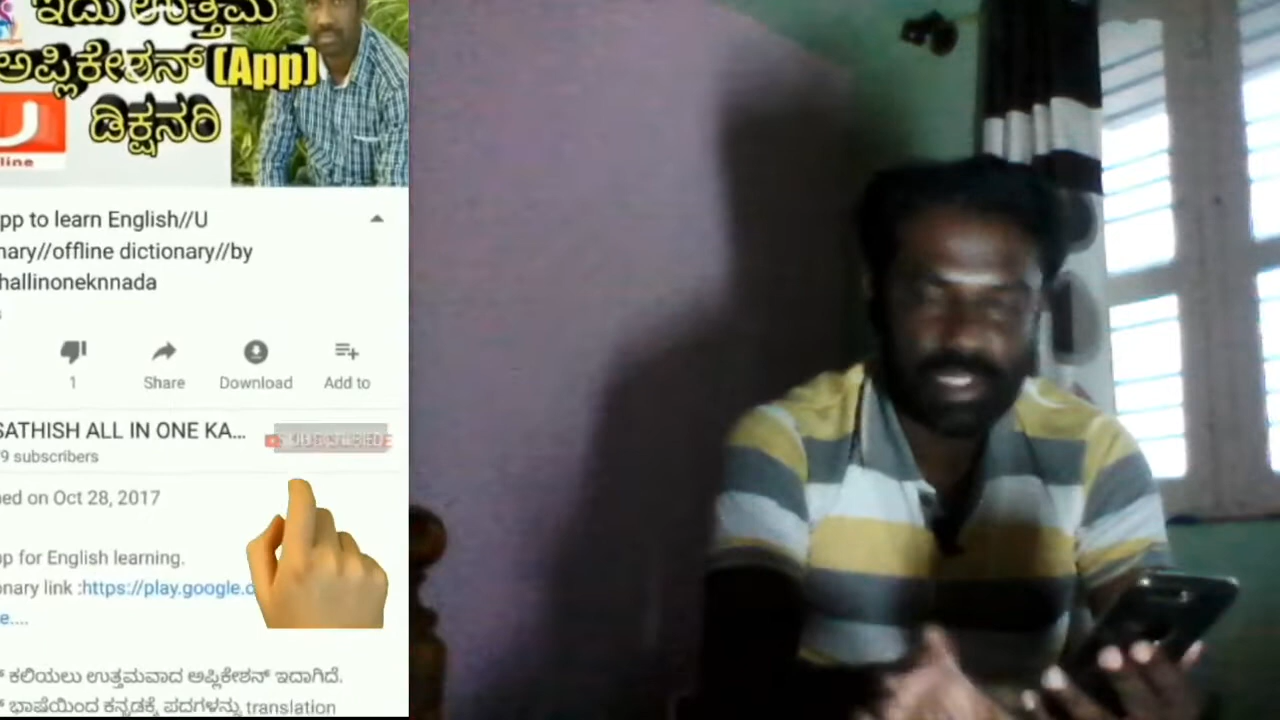 ಇದು ಉತ್ತಮ
ಅಪ್ಲಿಕೇಶನ್ (App)
ಡಿಕ್ಷನರಿ
U
line
pp to learn English//U
nary//offline dictionary//by
hallinoneknnada
1
Share
Download
Add to
SATHISH ALL IN ONE KA...
9 subscribers
ed on Oct 28, 2017
p for English learning.
onary link :https://play.google.c
e....
ಕಲಿಯಲು ಉತ್ತಮವಾದ ಅಪ್ಲಿಕೇಶನ್ ಇದಾಗಿದೆ.
ಭಾಷೆಯಿಂದ ಕನ್ನಡಕ್ಕೆ ಪದಗಳನ್ನು translation